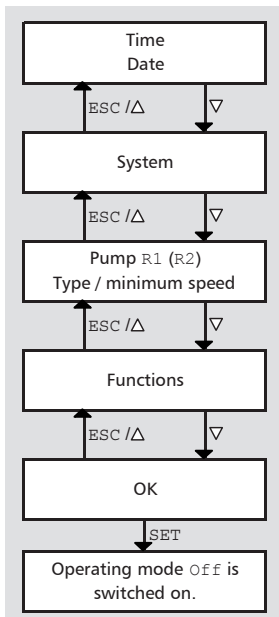 Time
Date
ESC /△ ▽
System
ESC /△ ▽
Pump R1 (R2)
Type / minimum speed
ESC /△ ▽
Functions
ESC /△ ▽
OK
SET
Operating mode Off is
switched on.